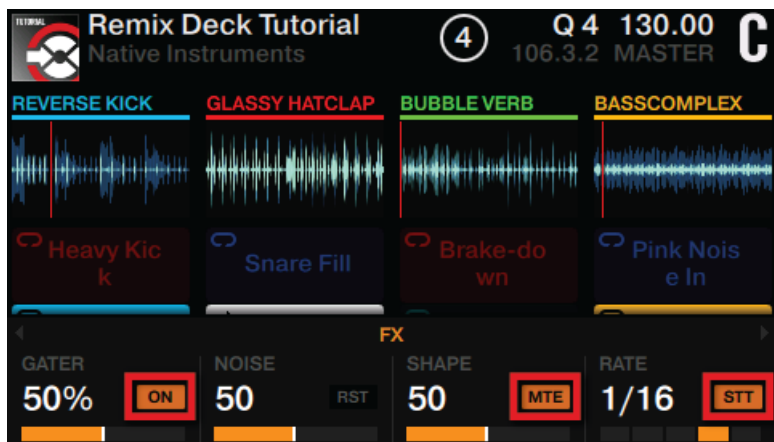 TUTORIAL
Remix Deck Tutorial
Native Instruments
4
Q 4 130.00
106.3.2 MASTER
C
REVERSE KICK GLASSY HATCLAP BUBBLE VERB BASSCOMPLEX
Heavy Kic
k
Snare Fill
Brake-do
wn
Pink Nois
e In
FX
GATER NOISE SHAPE RATE
50% ON 50 RST 50 MTE 1/16 STT